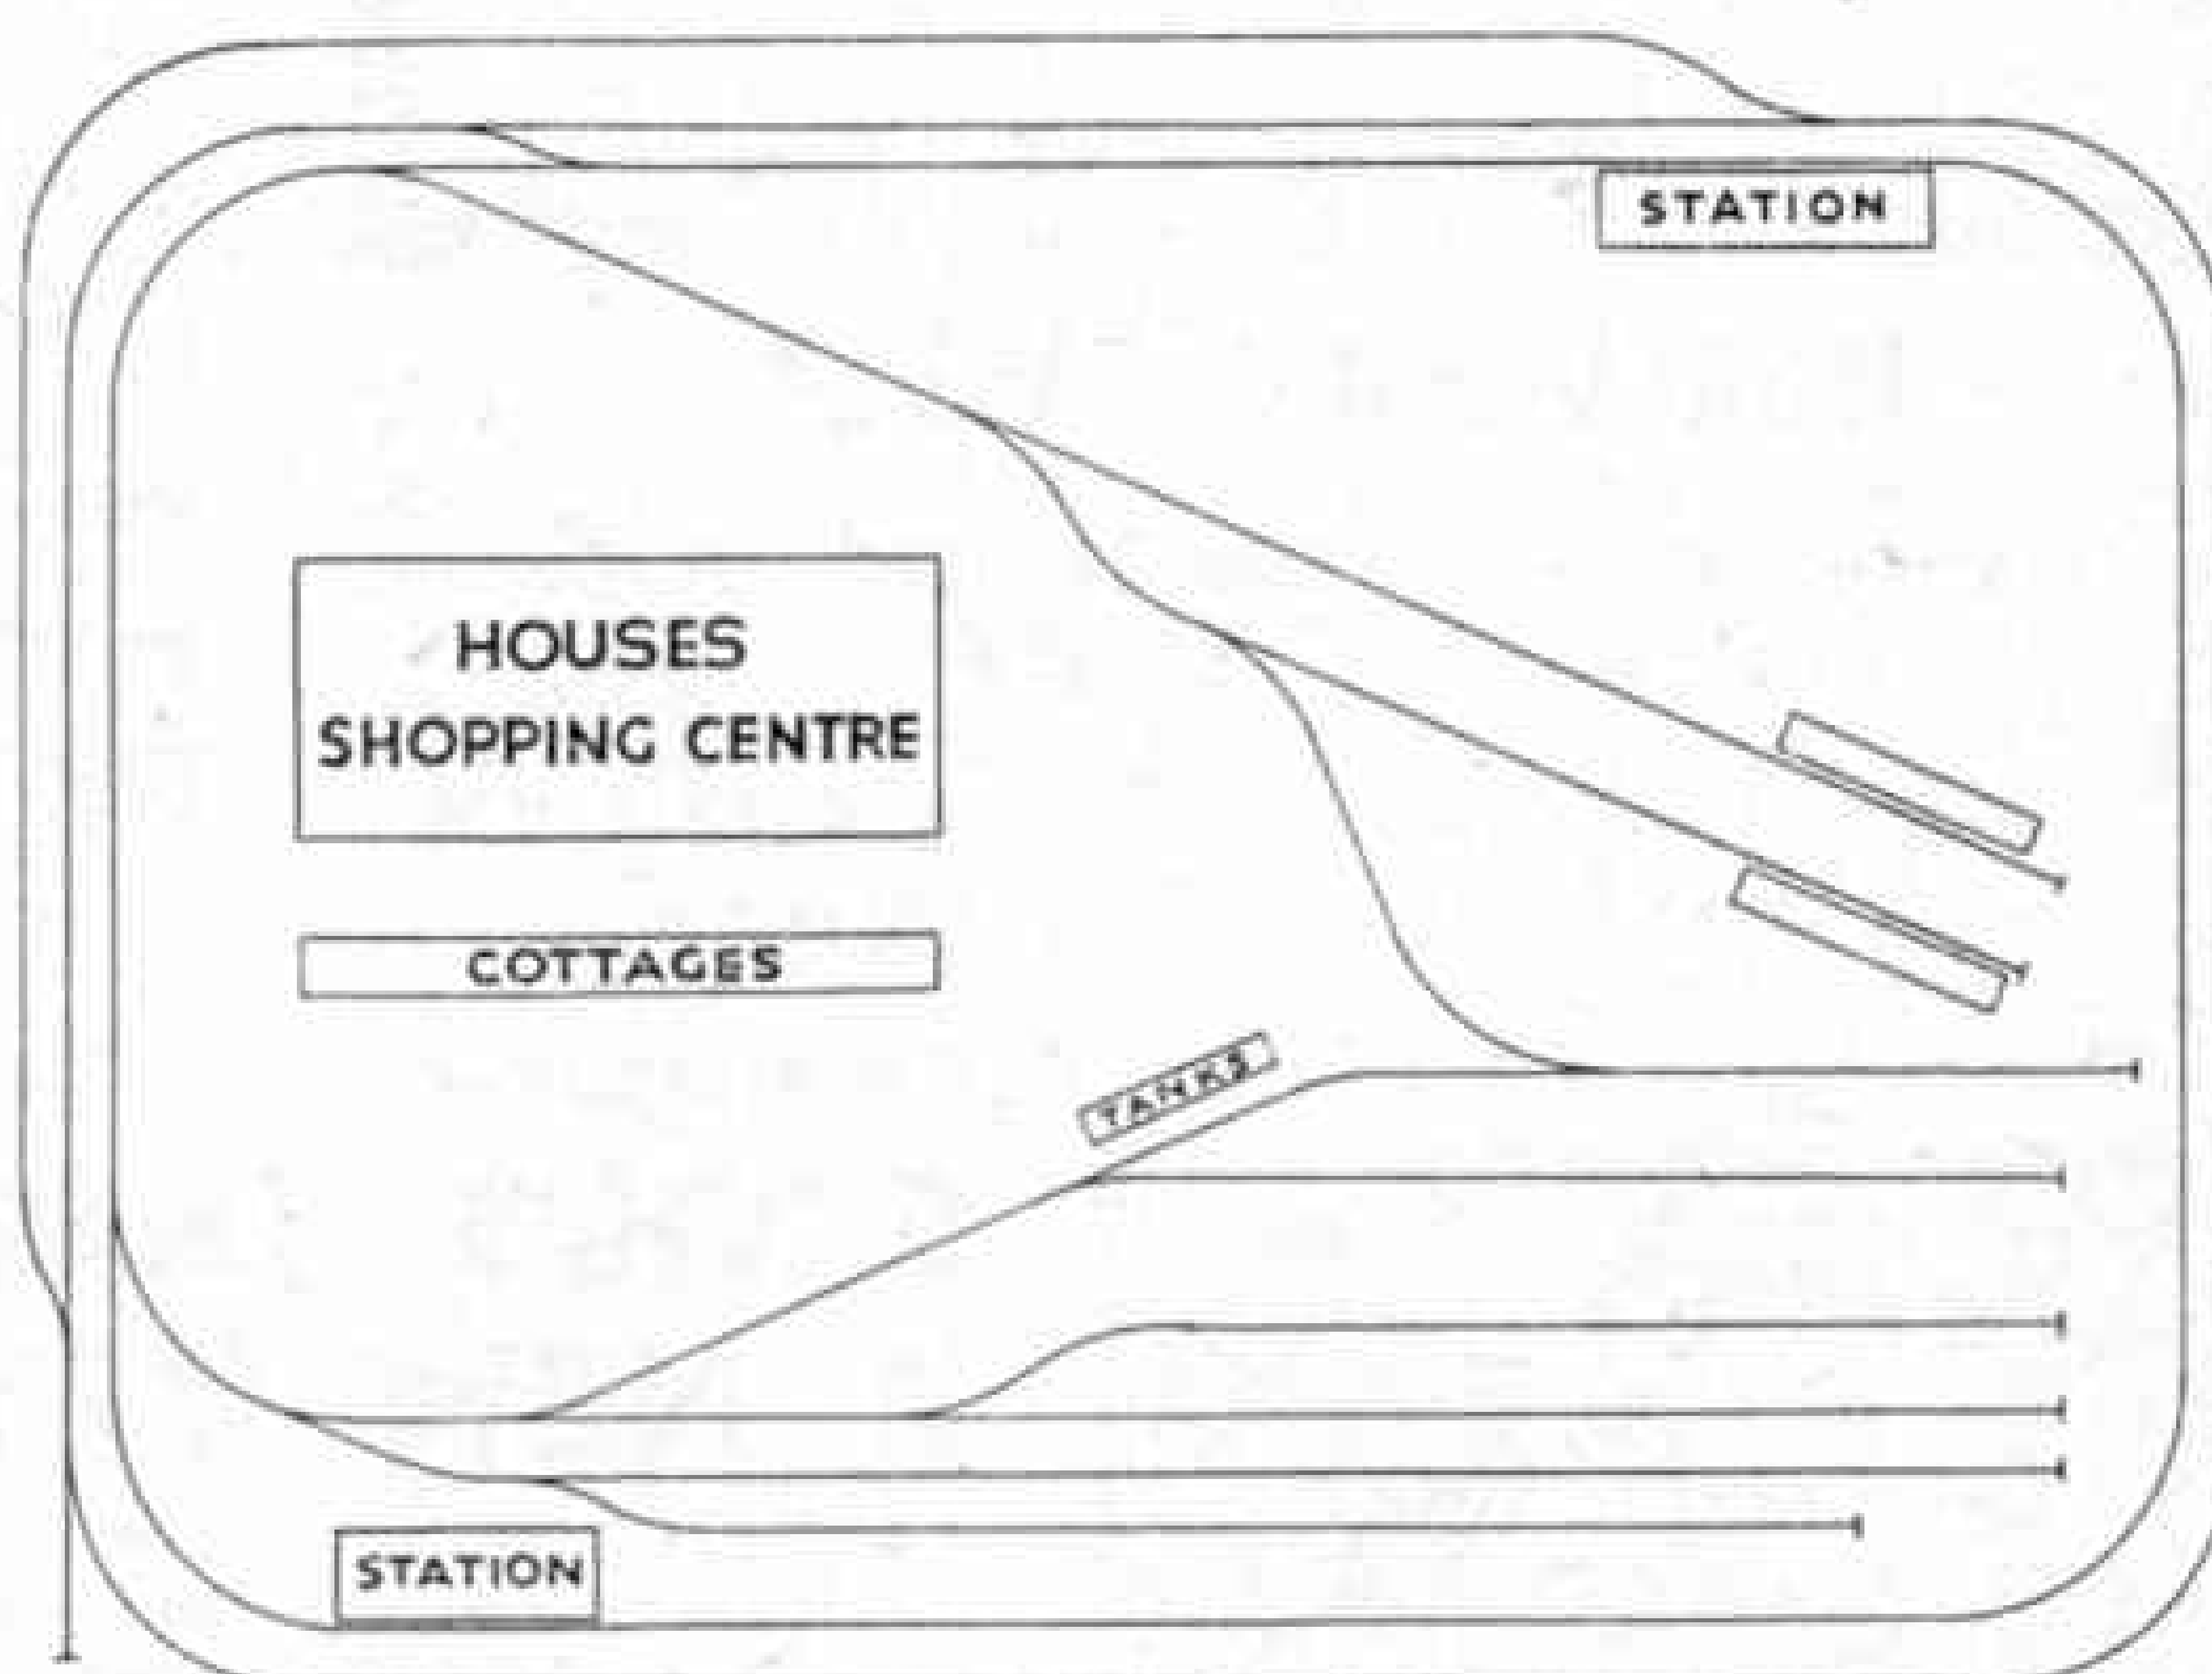 STATION
HOUSES
SHOPPING CENTRE
COTTAGES
TANKS
STATION